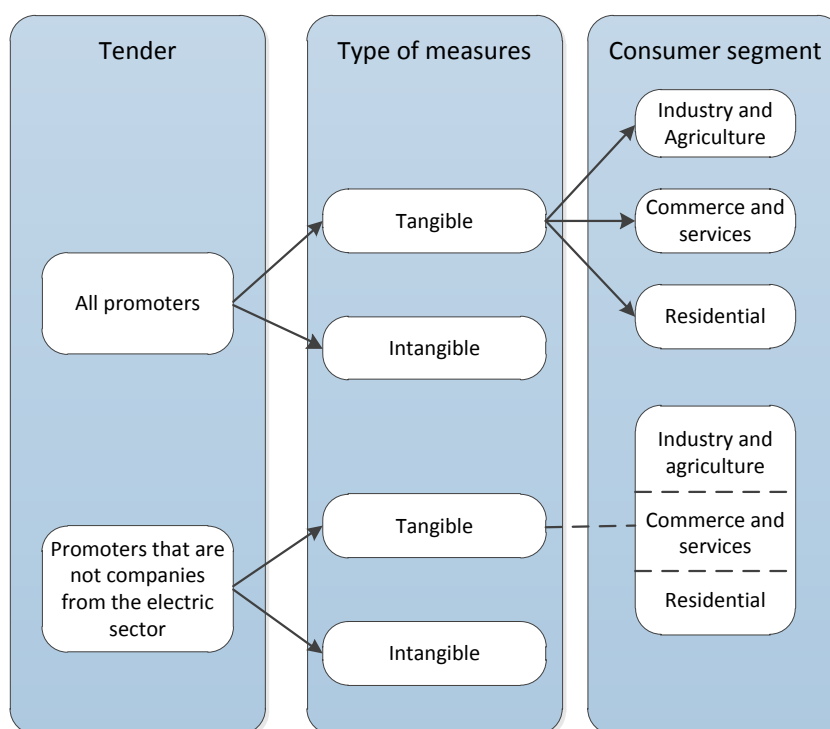 Tender
Type of measures
Consumer segment
Industry and
Agriculture
Tangible
Commerce and
services
All promoters
Residential
Intangible
Industry and
agriculture
Tangible
Commerce and
services
Promoters that are
not companies
from the electric
sector
Residential
Intangible